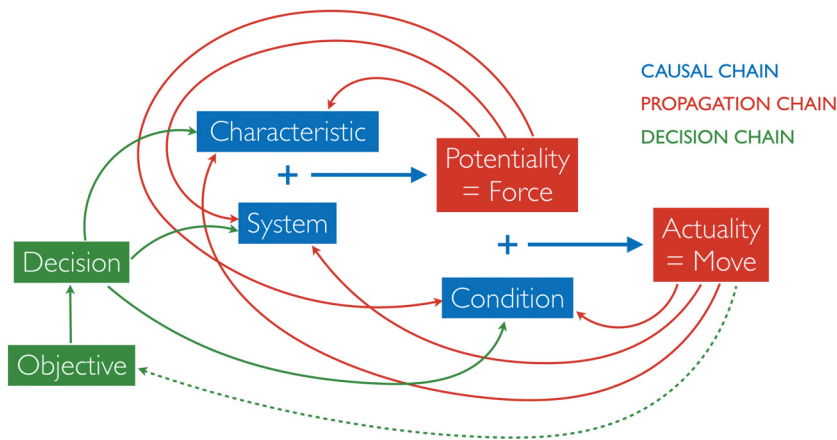 CAUSAL CHAIN
PROPAGATION CHAIN
DECISION CHAIN
Characteristic
+
Potentiality
= Force
System
+
Actuality
= Move
Decision
Condition
Objective